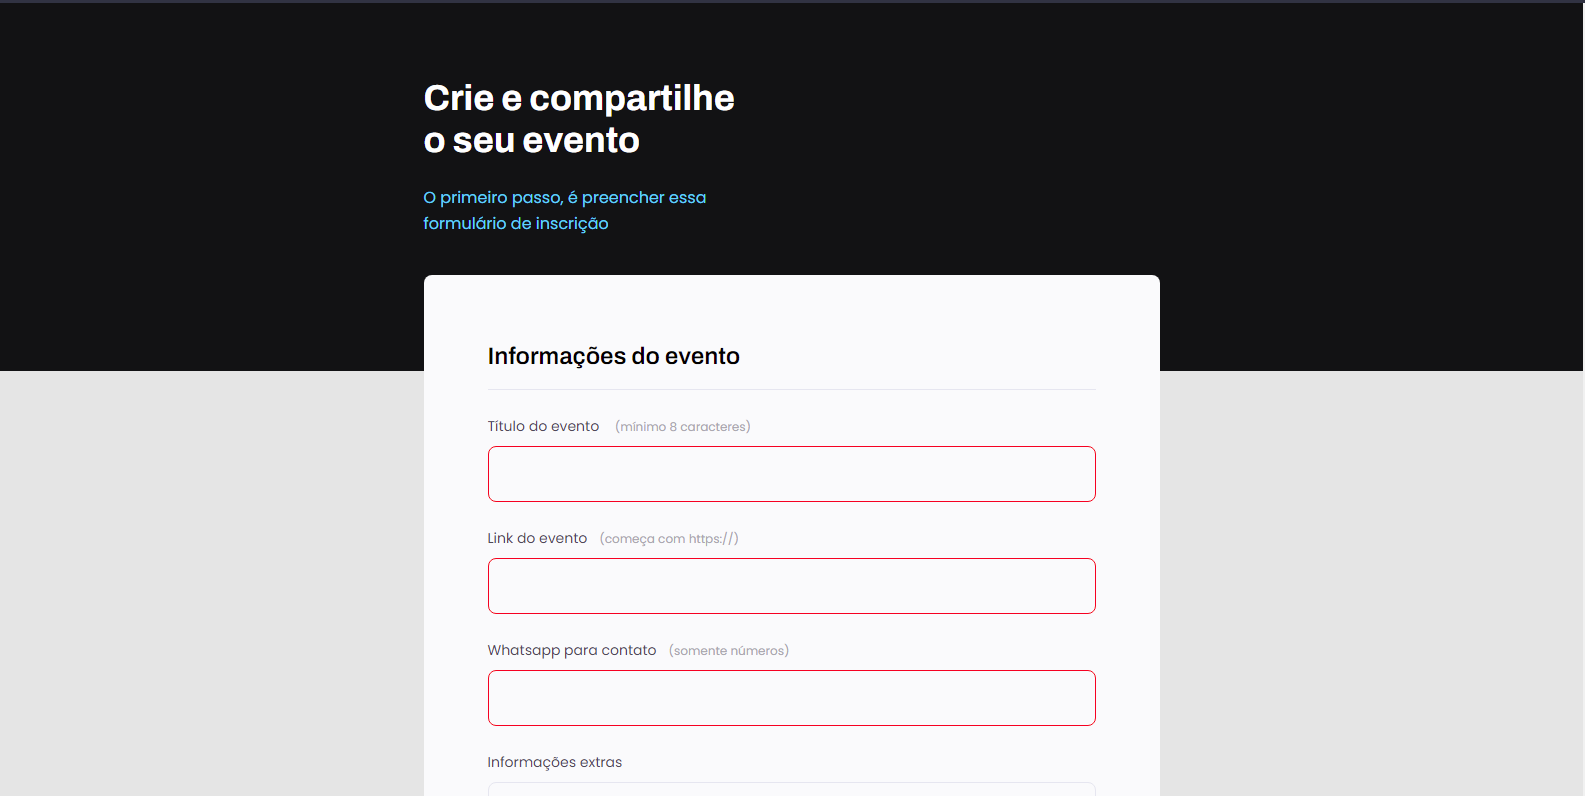 Crie e compartilhe
o seu evento
O primeiro passo, é preencher essa
formulário de inscrição
Informações do evento
Título do evento (mínimo 8 caracteres)
Link do evento (começa com https://)
Whatsapp para contato (somente números)
Informações extras